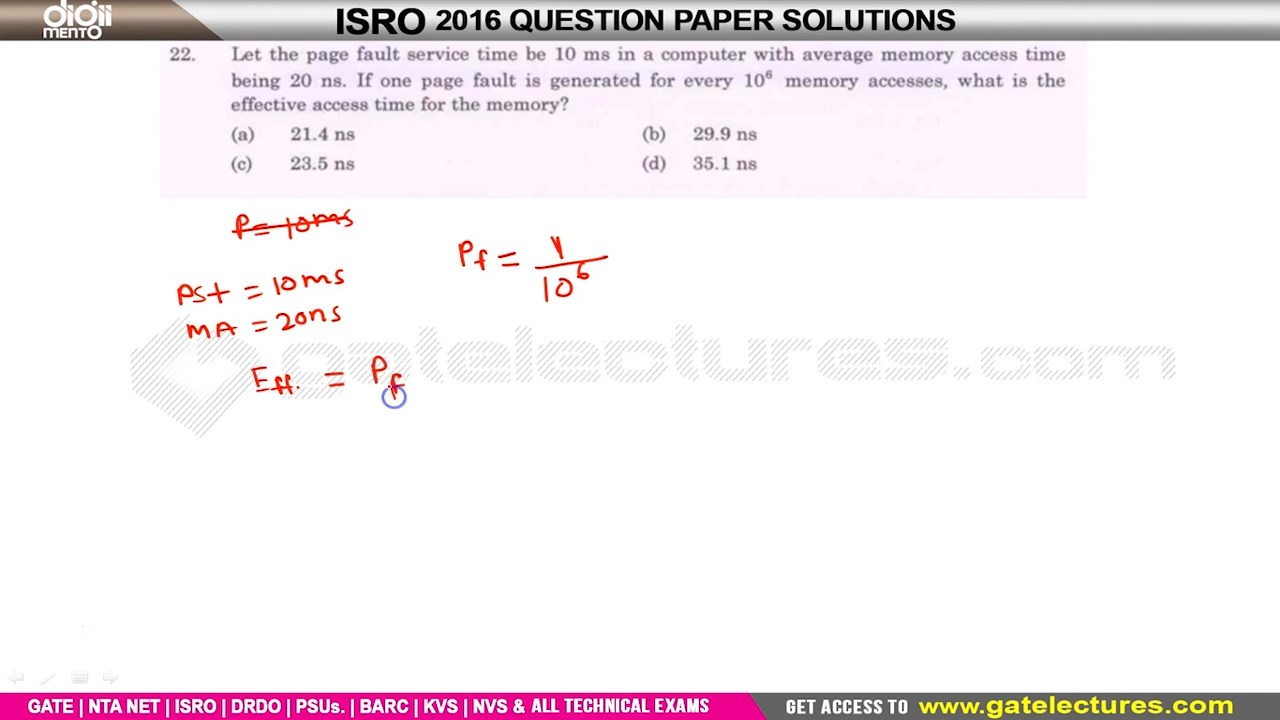 digii
mento
ISRO 2016 QUESTION PAPER SOLUTIONS
22. Let the page fault service time be 10 ms in a computer with average memory access time
being 20 ns. If one page fault is generated for every 10⁶ memory accesses, what is the
effective access time for the memory?
(a) 21.4 ns (b) 29.9 ns
(c) 23.5 ns (d) 35.1 ns
P = 10ms
Pf = 1/10⁶
PSt = 10ms
MA = 20ns
gatelectures.com
Eff. = Pf
GATE | NTA NET | ISRO | DRDO | PSUs. | BARC | KVS | NVS & ALL TECHNICAL EXAMS
GET ACCESS TO www.gatelectures.com